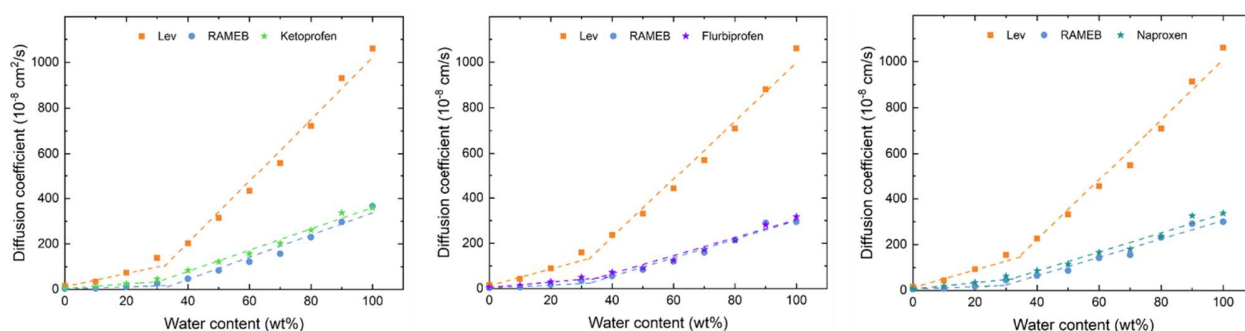 Lev RAMEB Ketoprofen
Diffusion coefficient (10⁻⁸ cm²/s)
1000
800
600
400
200
0
0 20 40 60 80 100
Water content (wt%)
Lev RAMEB Flurbiprofen
Diffusion coefficient (10⁻⁸ cm/s)
1000
800
600
400
200
0
0 20 40 60 80 100
Water content (wt%)
Lev RAMEB Naproxen
Diffusion coefficient (10⁻⁸ cm/s)
1000
800
600
400
200
0
0 20 40 60 80 100
Water content (wt%)